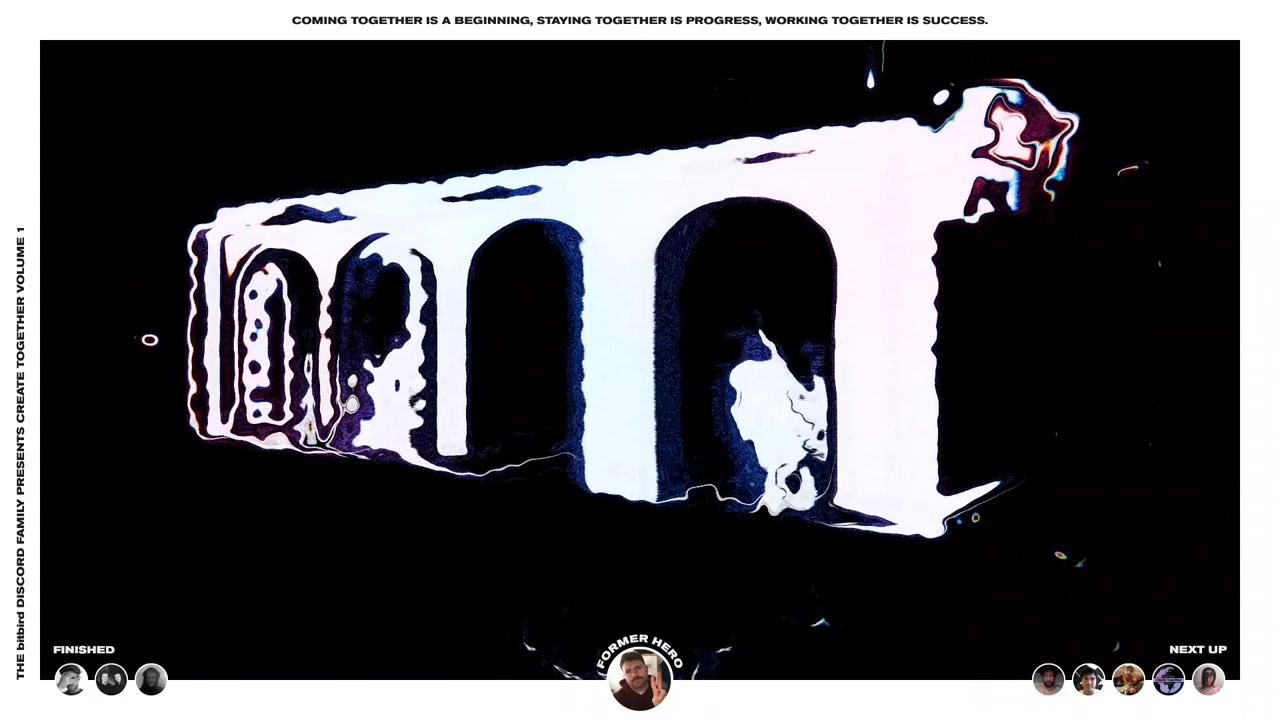 COMING TOGETHER IS A BEGINNING, STAYING TOGETHER IS PROGRESS, WORKING TOGETHER IS SUCCESS.
THE bitbird DISCORD FAMILY PRESENTS CREATE TOGETHER VOLUME 1
FINISHED
FORMER HERO
NEXT UP